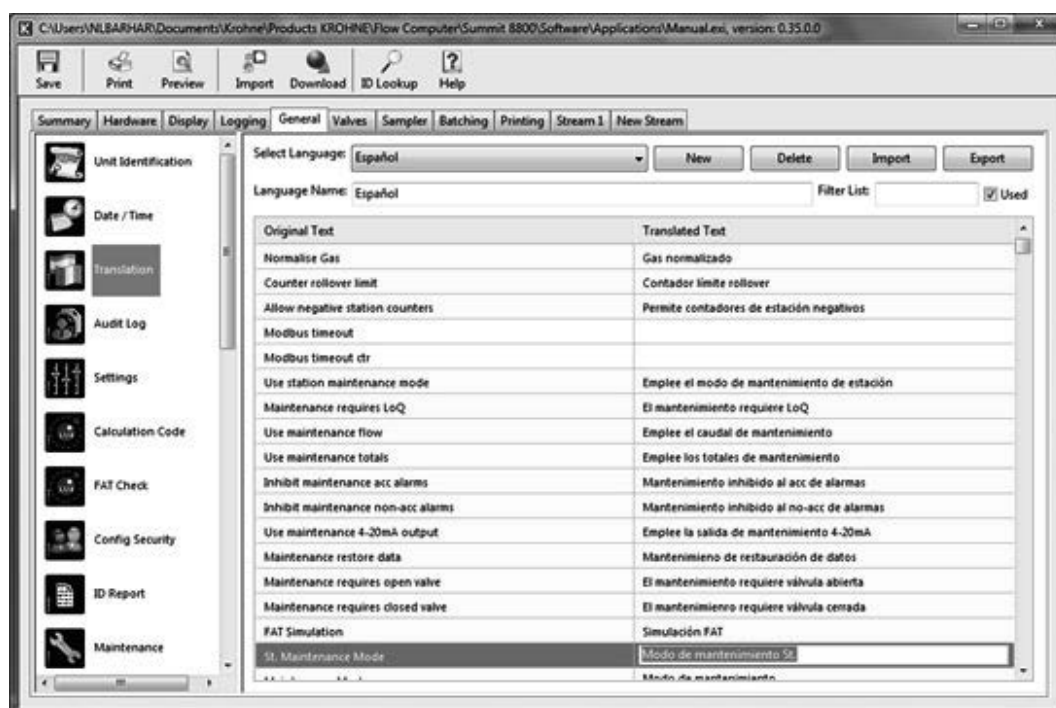 C:\Users\NLBARHAR\Documents\Krohne\Products KROHNE\Flow Computer\Summit 8800\Software\Applications\Manual.exi, version: 0.35.0.0
Save Print Preview Import Download ID Lookup Help
Summary Hardware Display Logging General Valves Sampler Batching Printing Stream 1 New Stream
Unit Identification
Date / Time
Translation
Audit Log
Settings
Calculation Code
FAT Check
Config Security
ID Report
Maintenance
Select Language: Español New Delete Import Export
Language Name: Español Filter List: Used
Original Text Translated Text
Normalise Gas Gas normalizado
Counter rollover limit Contador límite rollover
Allow negative station counters Permite contadores de estación negativos
Modbus timeout
Modbus timeout ctr
Use station maintenance mode Emplee el modo de mantenimiento de estación
Maintenance requires LoQ El mantenimiento requiere LoQ
Use maintenance flow Emplee el caudal de mantenimiento
Use maintenance totals Emplee los totales de mantenimiento
Inhibit maintenance acc alarms Mantenimiento inhibido al acc de alarmas
Inhibit maintenance non-acc alarms Mantenimiento inhibido al no-acc de alarmas
Use maintenance 4-20mA output Emplee la salida de mantenimiento 4-20mA
Maintenance restore data Mantenimieno de restauración de datos
Maintenance requires open valve El mantenimiento requiere válvula abierta
Maintenance requires closed valve El mantenimienro requiere válvula cerrada
FAT Simulation Simulación FAT
St. Maintenance Mode Modo de mantenimiento St.
Modo de mantenimiento